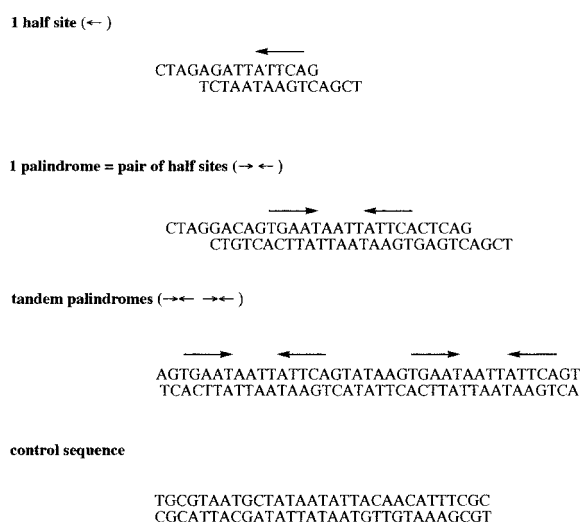 1 half site (←)
CTAGAGATTATTCAG
TCTAATAAGTCAGCT
1 palindrome = pair of half sites (→ ←)
CTAGGACAGTGAATAATTATTCACTCAG
CTGTCACTTATTAATAAGTGAGTCAGCT
tandem palindromes (→← →←)
AGTGAATAATTATTCAGTATAAGTGAATAATTATTCAGT
TCACTTATTAATAAGTCATATTCACTTATTAATAAGTCA
control sequence
TGCGTAATGCTATAATATTACAACATTTCGC
CGCATTACGATATTATAATGTTGTAAAGCGT